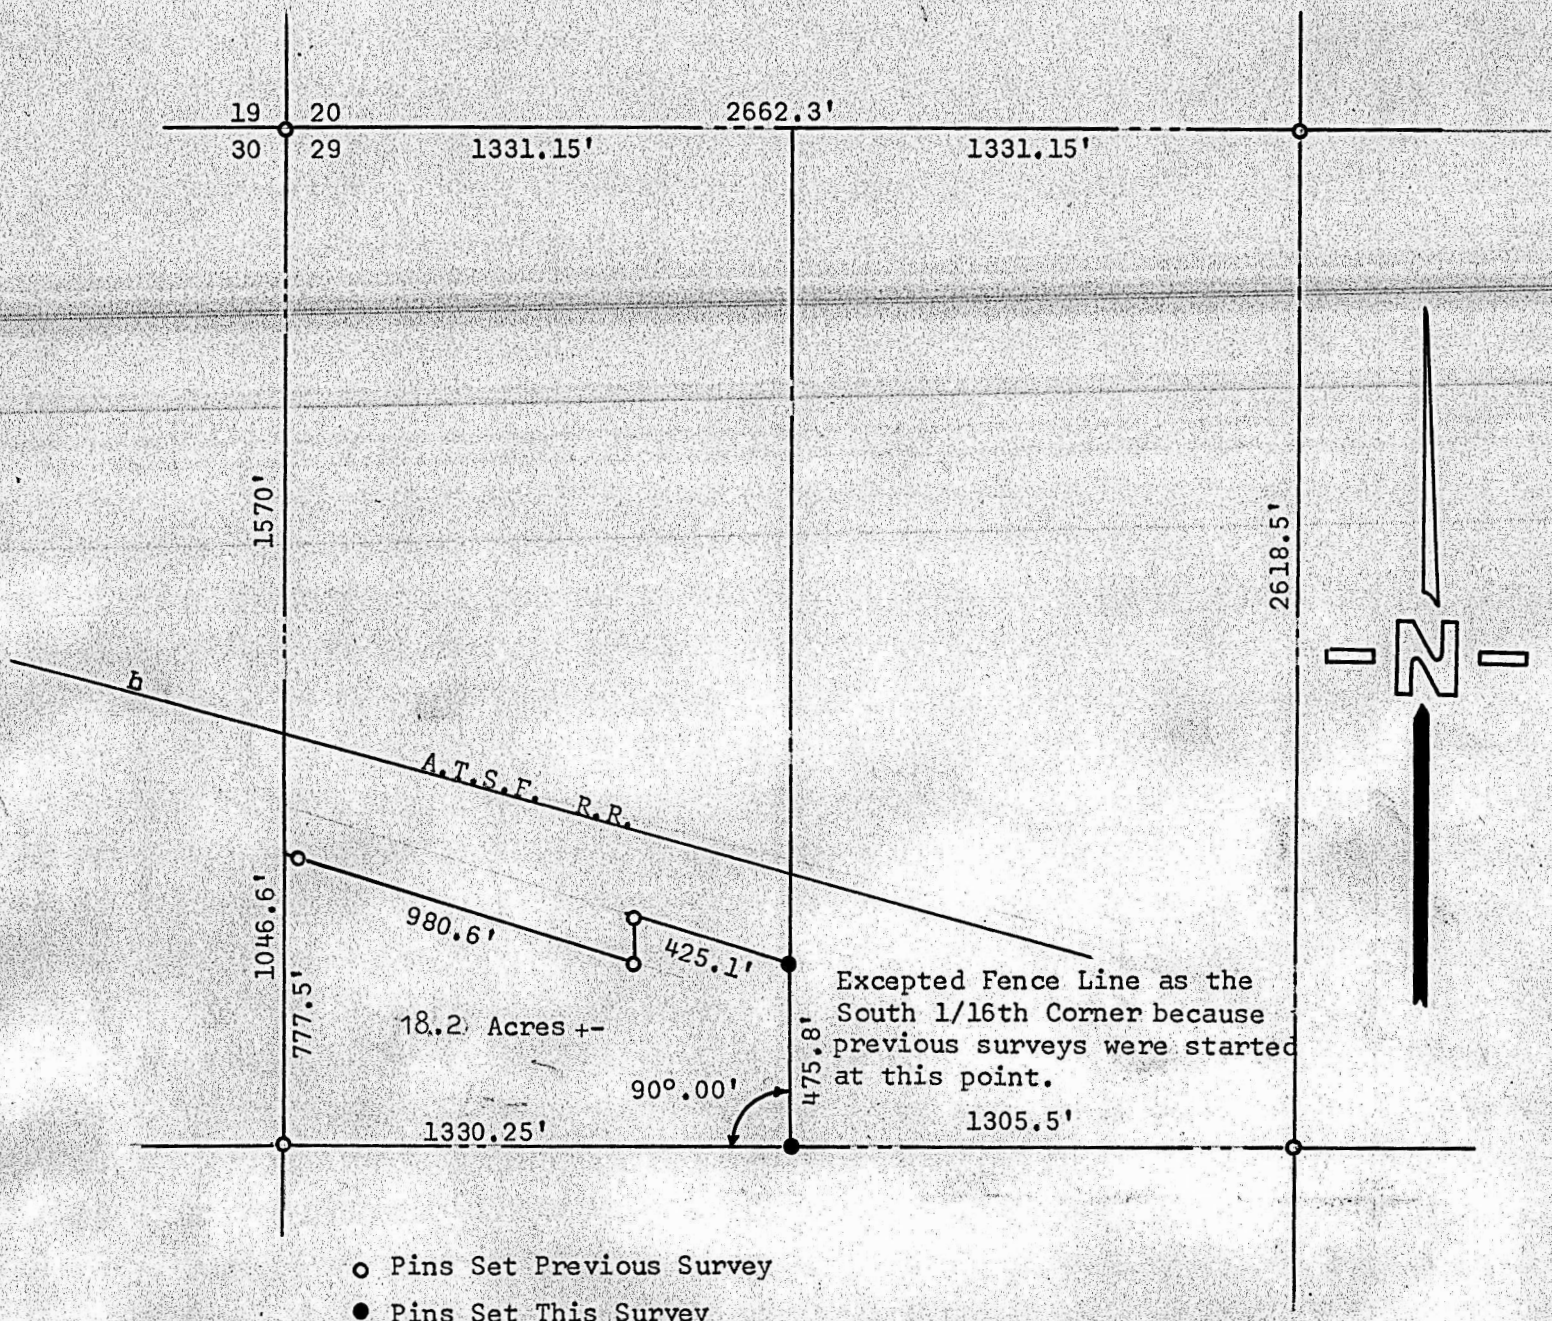 19 20 2662.3'
30 29 1331.15' 1331.15'
1570'
2618.5'
N
b
A.T.S.F. R.R.
1046.6'
980.6'
425.1'
777.5'
18.2 Acres +-
475.8'
Excepted Fence Line as the
South 1/16th Corner because
previous surveys were started
at this point.
90°.00'
1330.25' 1305.5'
Pins Set Previous Survey
Pins Set This Survey